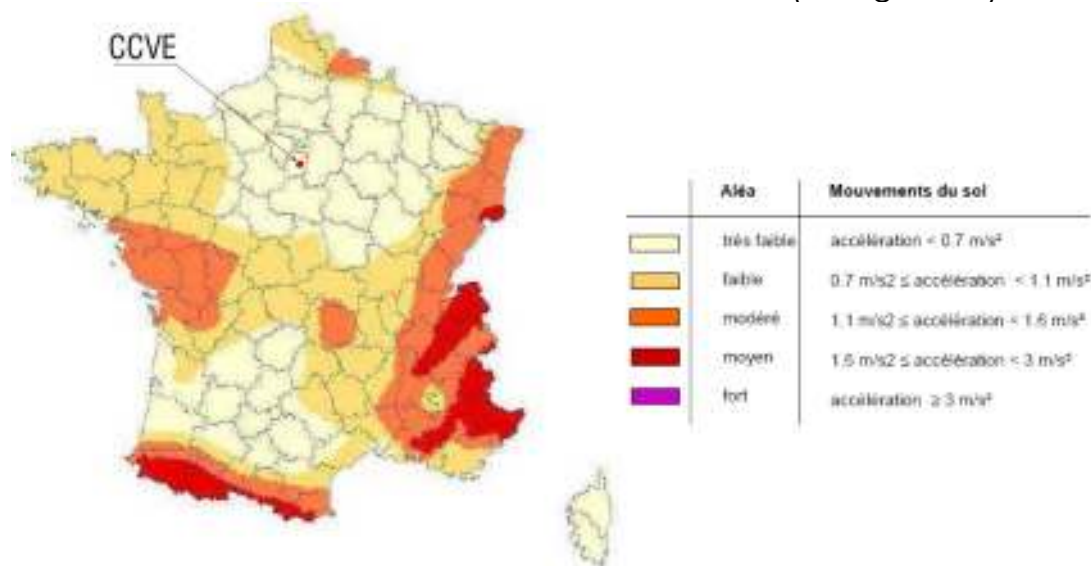 CCVE
Aléa Mouvements du sol
très faible accélération < 0.7 m/s²
faible 0.7 m/s2 ≤ accélération < 1.1 m/s²
modéré 1.1 m/s2 ≤ accélération < 1.6 m/s²
moyen 1.6 m/s2 ≤ accélération < 3 m/s²
fort accélération ≥ 3 m/s²